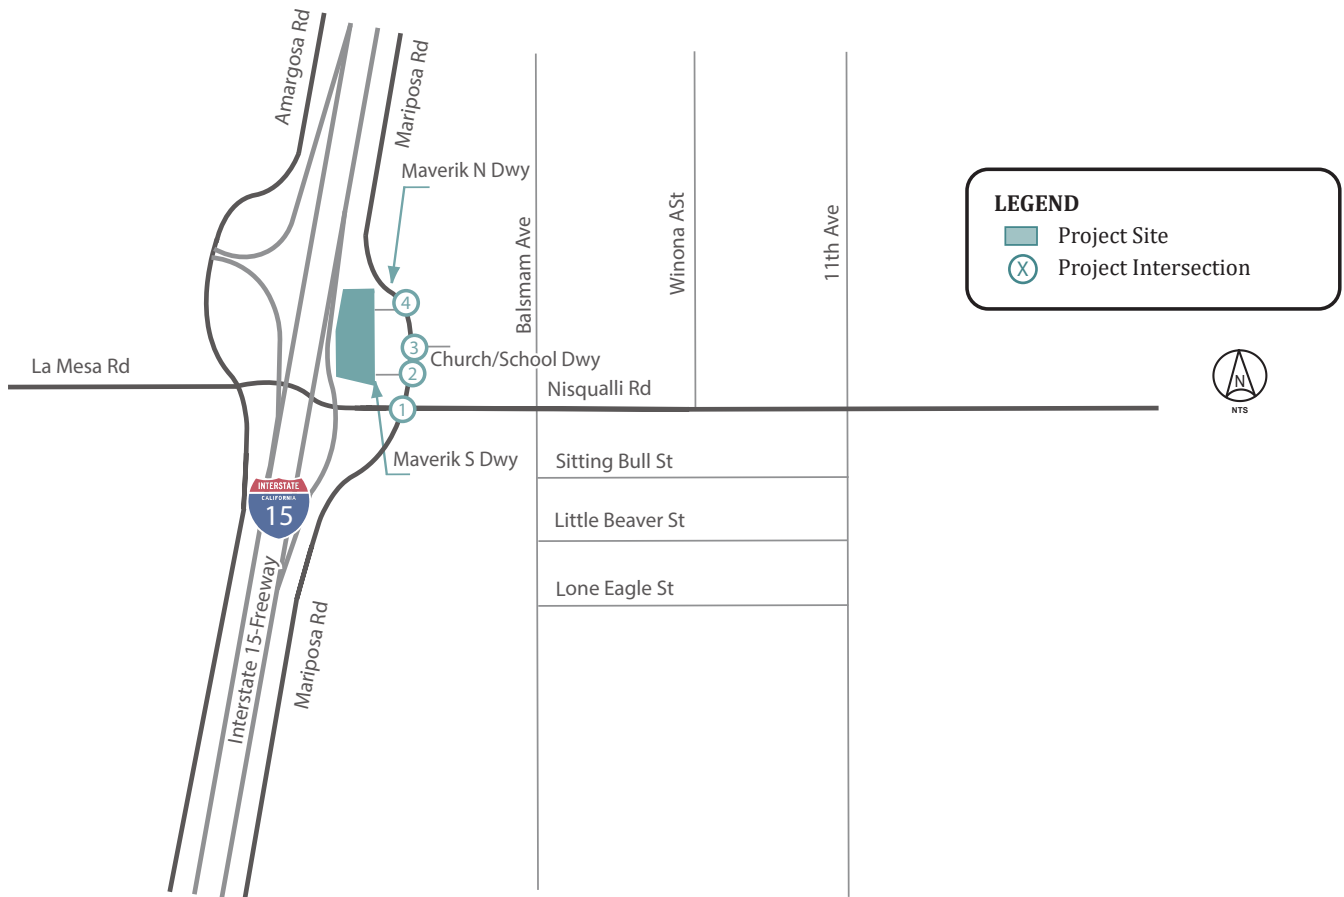 Amargosa Rd
Mariposa Rd
Maverik N Dwy
Balsmam Ave
Winona ASt
11th Ave
LEGEND
Project Site
X Project Intersection
4
3
Church/School Dwy
2
La Mesa Rd
Nisqualli Rd
1
N
NTS
Maverik S Dwy
Sitting Bull St
INTERSTATE
CALIFORNIA
15
Little Beaver St
Lone Eagle St
Interstate 15-Freeway
Mariposa Rd